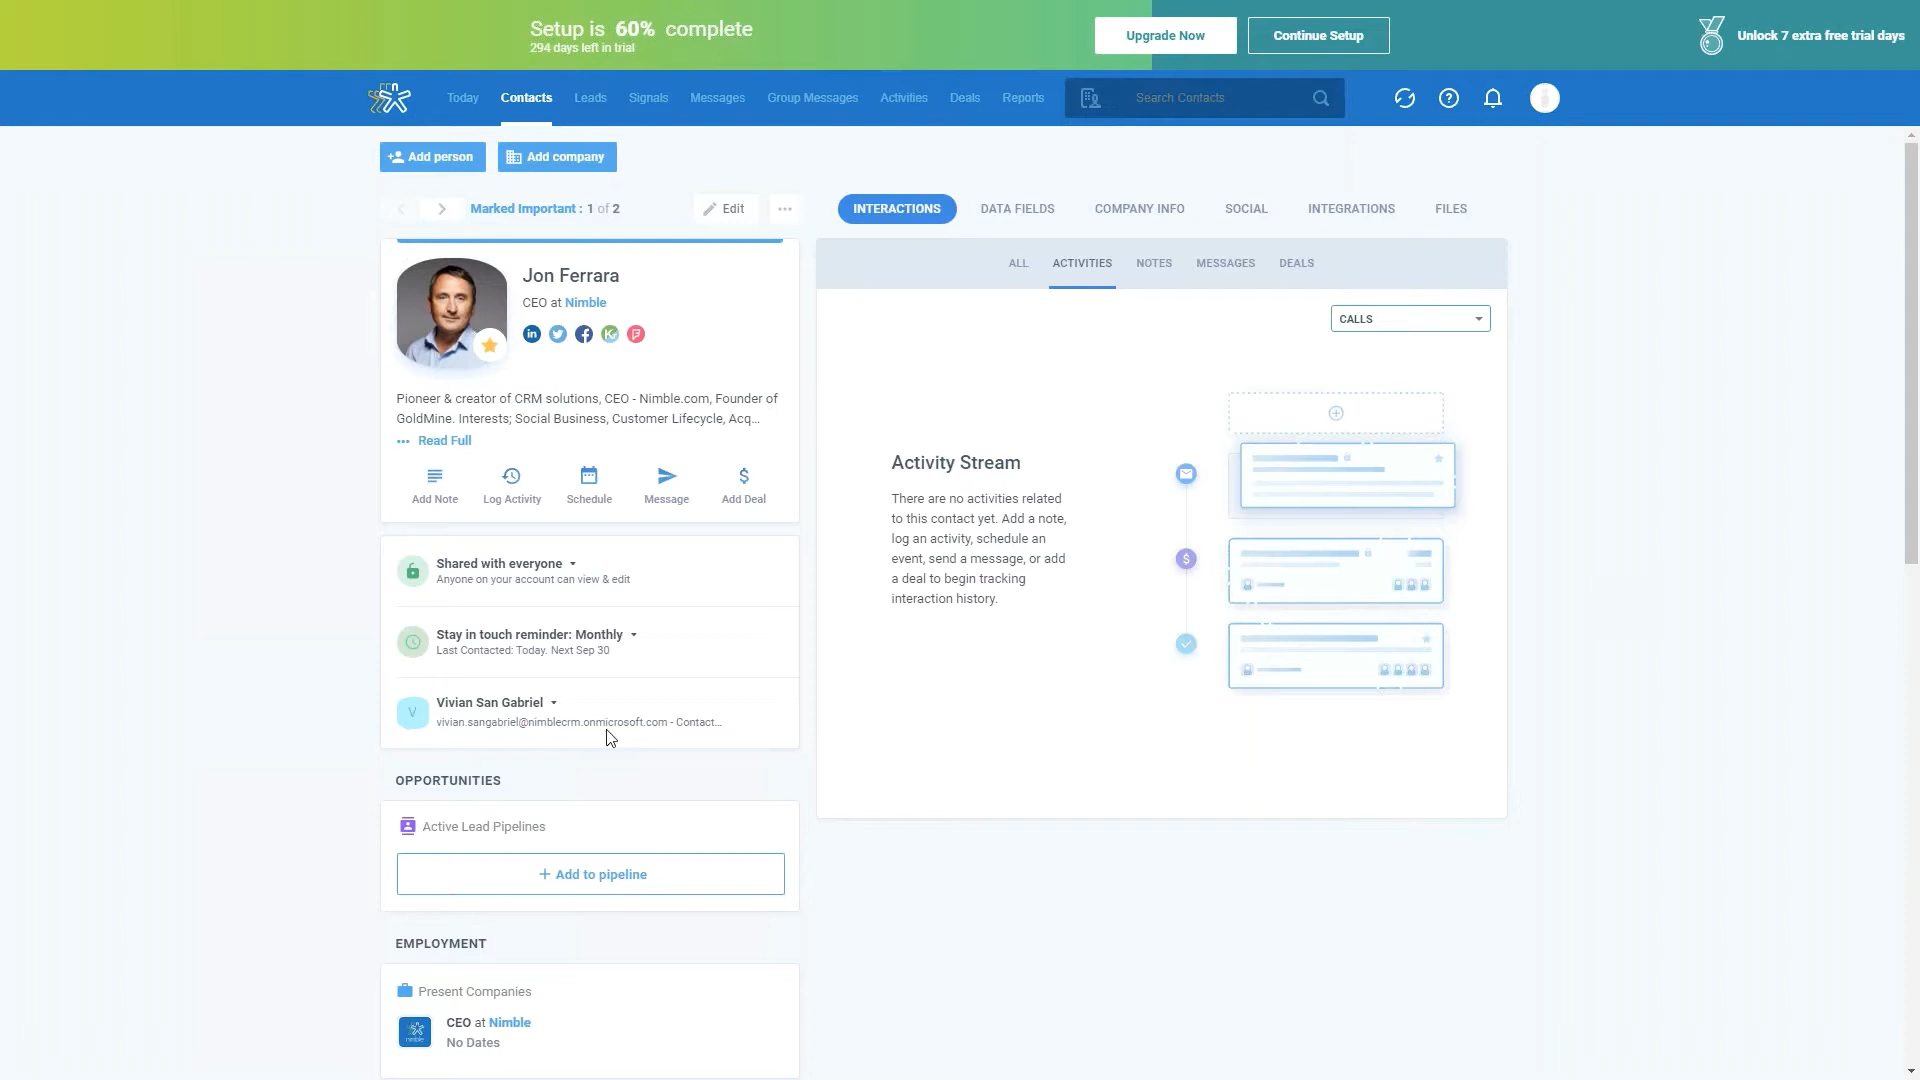 Setup is 60% complete
294 days left in trial
Upgrade Now
Continue Setup
Unlock 7 extra free trial days
Today
Contacts
Leads
Signals
Messages
Group Messages
Activities
Deals
Reports
Search Contacts
Add person
Add company
Marked Important : 1 of 2
Edit
INTERACTIONS
DATA FIELDS
COMPANY INFO
SOCIAL
INTEGRATIONS
FILES
Jon Ferrara
CEO at Nimble
Pioneer & creator of CRM solutions, CEO - Nimble.com, Founder of
GoldMine. Interests; Social Business, Customer Lifecycle, Acq...
Read Full
Add Note
Log Activity
Schedule
Message
Add Deal
Shared with everyone
Anyone on your account can view & edit
Stay in touch reminder: Monthly
Last Contacted: Today. Next Sep 30
V
Vivian San Gabriel
vivian.sangabriel@nimblecrm.onmicrosoft.com - Contact...
OPPORTUNITIES
Active Lead Pipelines
+ Add to pipeline
EMPLOYMENT
Present Companies
nimble
CEO at Nimble
No Dates
ALL
ACTIVITIES
NOTES
MESSAGES
DEALS
CALLS
Activity Stream
There are no activities related
to this contact yet. Add a note,
log an activity, schedule an
event, send a message, or add
a deal to begin tracking
interaction history.